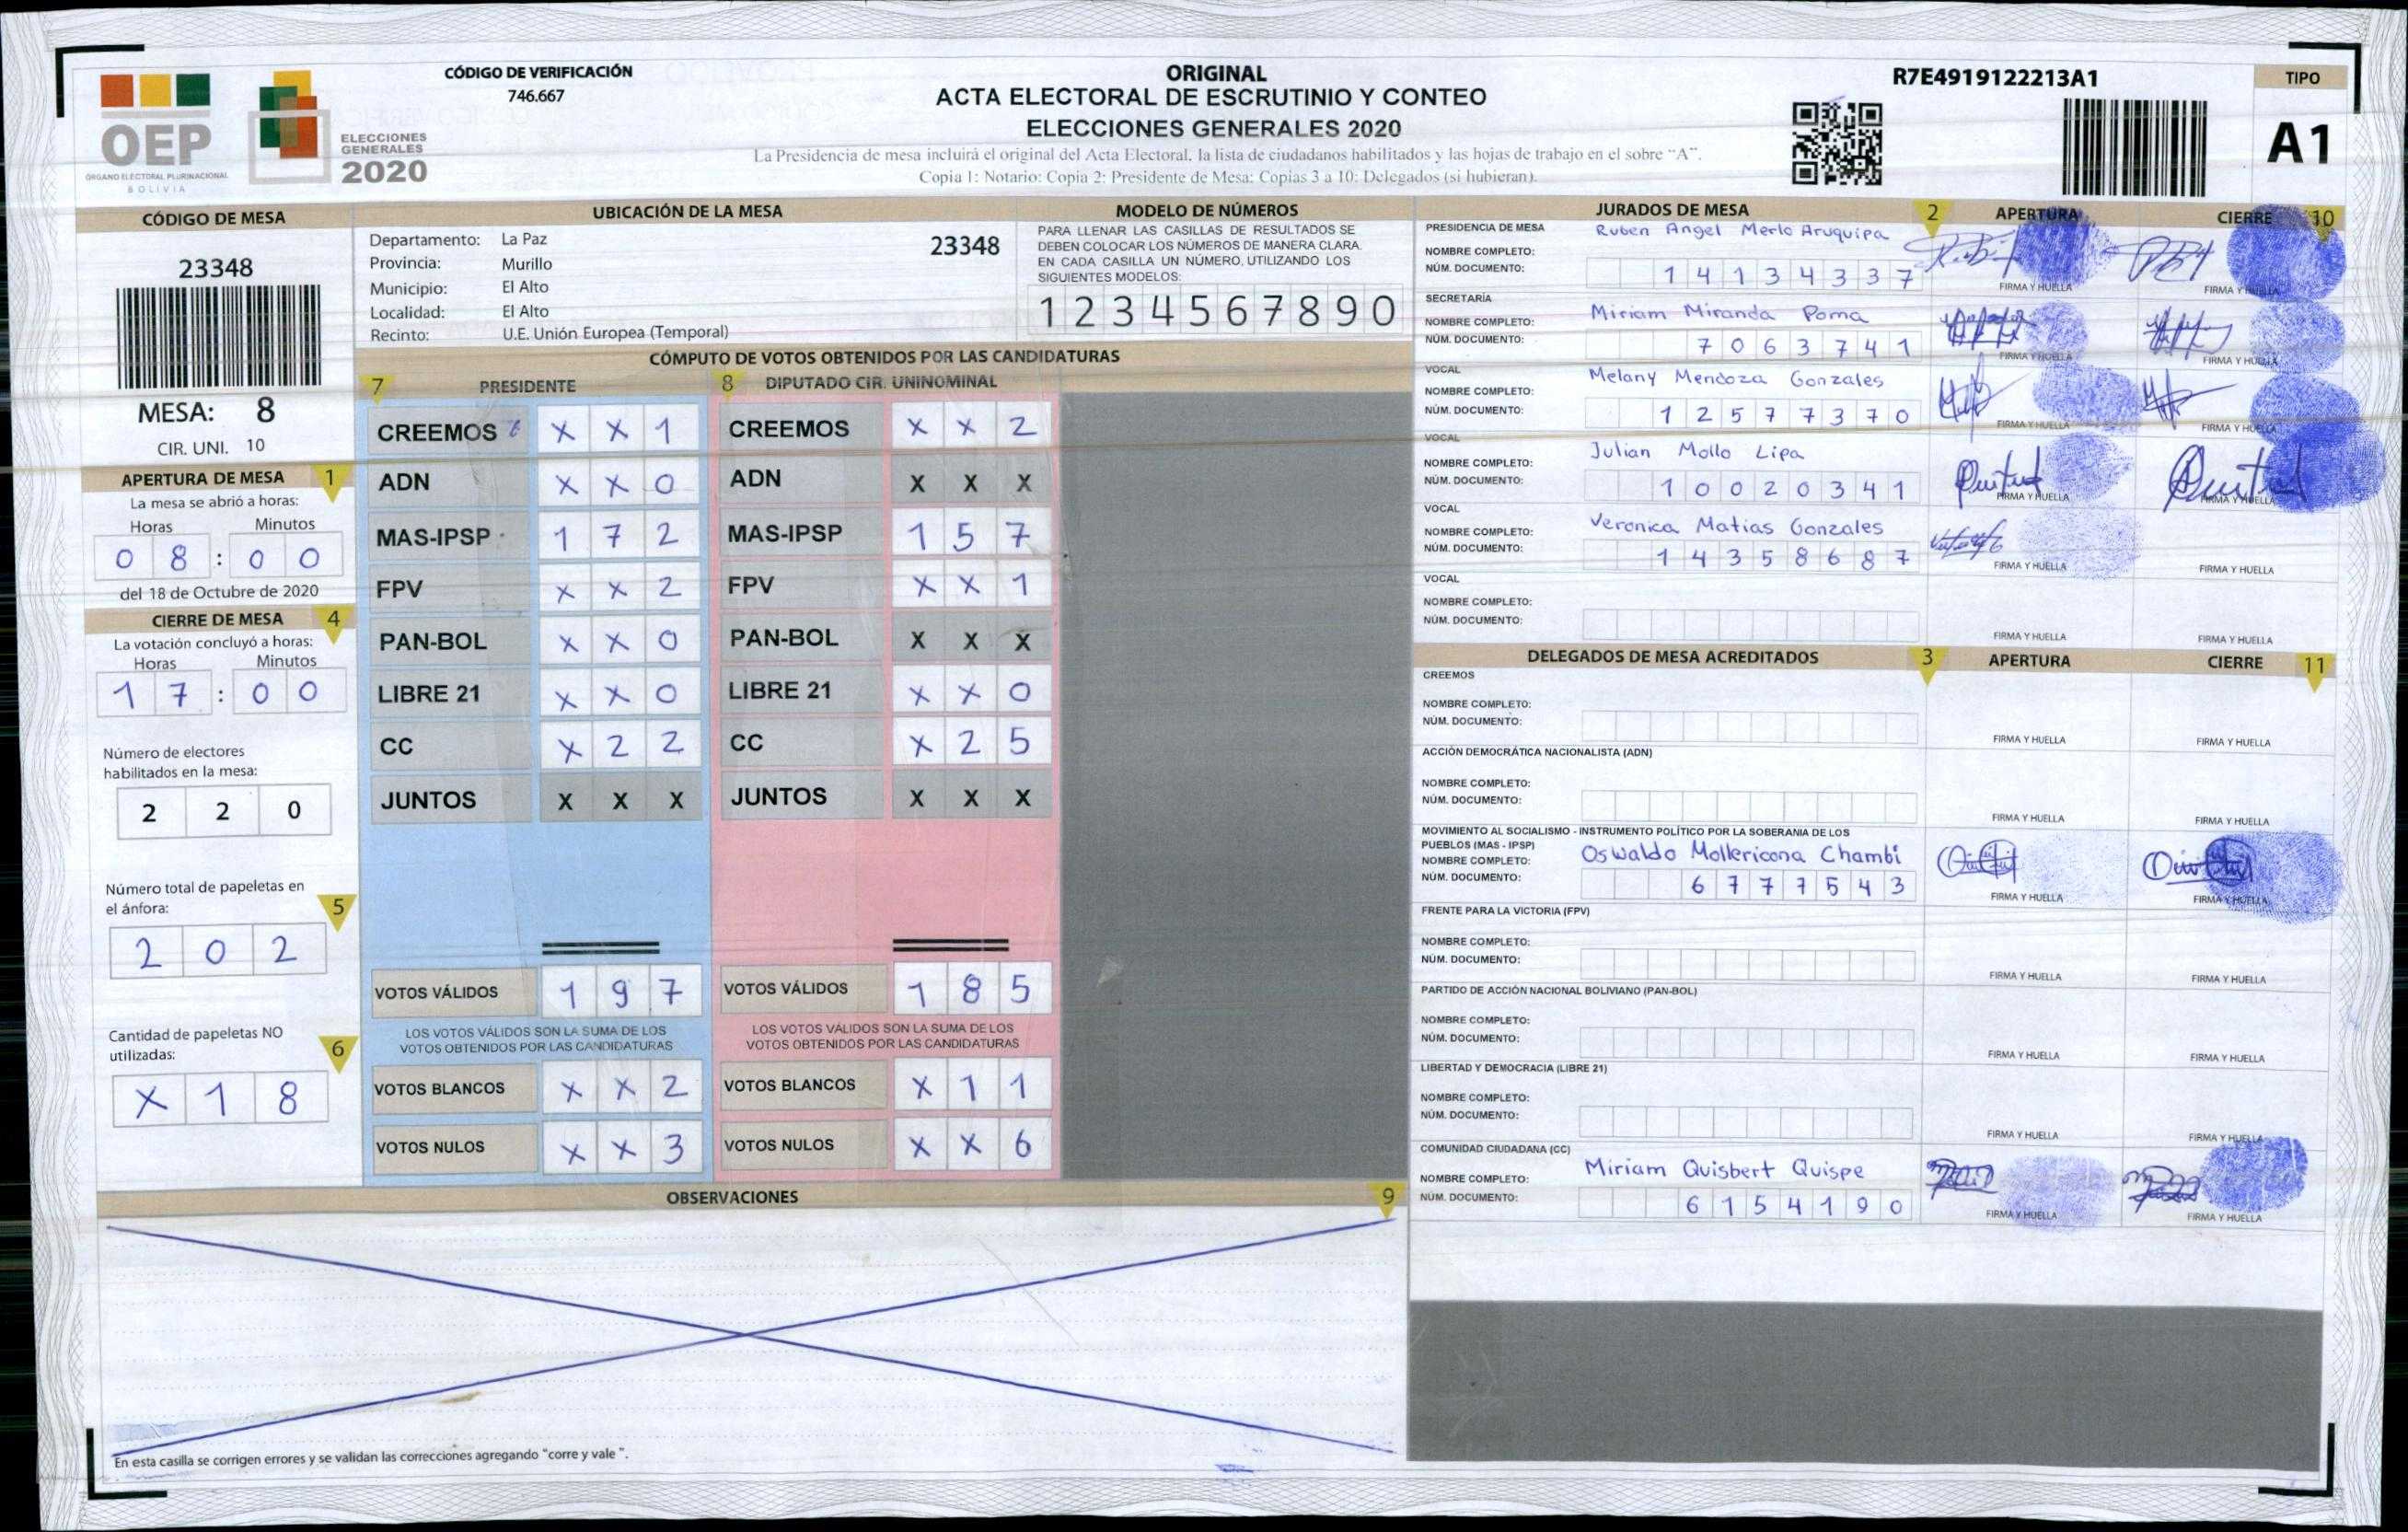 CÓDIGO DE VERIFICACIÓN
746.667
OEP
ÓRGANO ELECTORAL PLURINACIONAL
BOLIVIA
ELECCIONES
GENERALES
2020
ORIGINAL
ACTA ELECTORAL DE ESCRUTINIO Y CONTEO
ELECCIONES GENERALES 2020
La Presidencia de mesa incluirá el original del Acta Electoral, la lista de ciudadanos habilitados y las hojas de trabajo en el sobre "A".
Copia 1: Notario: Copia 2: Presidente de Mesa: Copias 3 a 10: Delegados (si hubieran).
R7E4919122213A1
TIPO
A1
CÓDIGO DE MESA
23348
MESA: 8
CIR. UNI. 10
APERTURA DE MESA 1
La mesa se abrió a horas:
Horas Minutos
0 8 : 0 0
del 18 de Octubre de 2020
CIERRE DE MESA 4
La votación concluyó a horas:
Horas Minutos
1 7 : 0 0
Número de electores
habilitados en la mesa:
2 2 0
Número total de papeletas en
el ánfora: 5
2 0 2
Cantidad de papeletas NO
utilizadas: 6
X 1 8
UBICACIÓN DE LA MESA
Departamento: La Paz 23348
Provincia: Murillo
Municipio: El Alto
Localidad: El Alto
Recinto: U.E. Unión Europea (Temporal)
MODELO DE NÚMEROS
PARA LLENAR LAS CASILLAS DE RESULTADOS SE
DEBEN COLOCAR LOS NÚMEROS DE MANERA CLARA.
EN CADA CASILLA UN NÚMERO, UTILIZANDO LOS
SIGUIENTES MODELOS:
1 2 3 4 5 6 7 8 9 0
CÓMPUTO DE VOTOS OBTENIDOS POR LAS CANDIDATURAS
7 PRESIDENTE
CREEMOS X X 1
ADN X X 0
MAS-IPSP 1 7 2
FPV X X 2
PAN-BOL X X 0
LIBRE 21 X X 0
CC X 2 2
JUNTOS X X X
VOTOS VÁLIDOS 1 9 7
LOS VOTOS VÁLIDOS SON LA SUMA DE LOS
VOTOS OBTENIDOS POR LAS CANDIDATURAS
VOTOS BLANCOS X X 2
VOTOS NULOS X X 3
8 DIPUTADO CIR. UNINOMINAL
CREEMOS X X 2
ADN X X X
MAS-IPSP 1 5 7
FPV X X 1
PAN-BOL X X X
LIBRE 21 X X 0
CC X 2 5
JUNTOS X X X
VOTOS VÁLIDOS 1 8 5
LOS VOTOS VÁLIDOS SON LA SUMA DE LOS
VOTOS OBTENIDOS POR LAS CANDIDATURAS
VOTOS BLANCOS X 1 1
VOTOS NULOS X X 6
OBSERVACIONES 9
En esta casilla se corrigen errores y se validan las correcciones agregando "corre y vale ".
JURADOS DE MESA 2 APERTURA CIERRE 10
PRESIDENCIA DE MESA
NOMBRE COMPLETO: Ruben Angel Merlo Aruquipa
NÚM. DOCUMENTO: 1 4 1 3 4 3 3 7
FIRMA Y HUELLA FIRMA Y HUELLA
SECRETARÍA
NOMBRE COMPLETO: Miriam Miranda Poma
NÚM. DOCUMENTO: 7 0 6 3 7 4 1
FIRMA Y HUELLA FIRMA Y HUELLA
VOCAL
NOMBRE COMPLETO: Melany Mendoza Gonzales
NÚM. DOCUMENTO: 1 2 5 7 7 3 7 0
FIRMA Y HUELLA FIRMA Y HUELLA
VOCAL
NOMBRE COMPLETO: Julian Mollo Lipa
NÚM. DOCUMENTO: 1 0 0 2 0 3 4 1
FIRMA Y HUELLA FIRMA Y HUELLA
VOCAL
NOMBRE COMPLETO: Veronica Matias Gonzales
NÚM. DOCUMENTO: 1 4 3 5 8 6 8 7
FIRMA Y HUELLA FIRMA Y HUELLA
VOCAL
NOMBRE COMPLETO:
NÚM. DOCUMENTO:
FIRMA Y HUELLA FIRMA Y HUELLA
DELEGADOS DE MESA ACREDITADOS 3 APERTURA CIERRE 11
CREEMOS
NOMBRE COMPLETO:
NÚM. DOCUMENTO:
FIRMA Y HUELLA FIRMA Y HUELLA
ACCIÓN DEMOCRÁTICA NACIONALISTA (ADN)
NOMBRE COMPLETO:
NÚM. DOCUMENTO:
FIRMA Y HUELLA FIRMA Y HUELLA
MOVIMIENTO AL SOCIALISMO - INSTRUMENTO POLÍTICO POR LA SOBERANIA DE LOS
PUEBLOS (MAS - IPSP)
NOMBRE COMPLETO: Oswaldo Mollericona Chambi
NÚM. DOCUMENTO: 6 7 7 7 5 4 3
FIRMA Y HUELLA FIRMA Y HUELLA
FRENTE PARA LA VICTORIA (FPV)
NOMBRE COMPLETO:
NÚM. DOCUMENTO:
FIRMA Y HUELLA FIRMA Y HUELLA
PARTIDO DE ACCIÓN NACIONAL BOLIVIANO (PAN-BOL)
NOMBRE COMPLETO:
NÚM. DOCUMENTO:
FIRMA Y HUELLA FIRMA Y HUELLA
LIBERTAD Y DEMOCRACIA (LIBRE 21)
NOMBRE COMPLETO:
NÚM. DOCUMENTO:
FIRMA Y HUELLA FIRMA Y HUELLA
COMUNIDAD CIUDADANA (CC)
NOMBRE COMPLETO: Miriam Quisbert Quispe
NÚM. DOCUMENTO: 6 1 5 4 1 9 0
FIRMA Y HUELLA FIRMA Y HUELLA